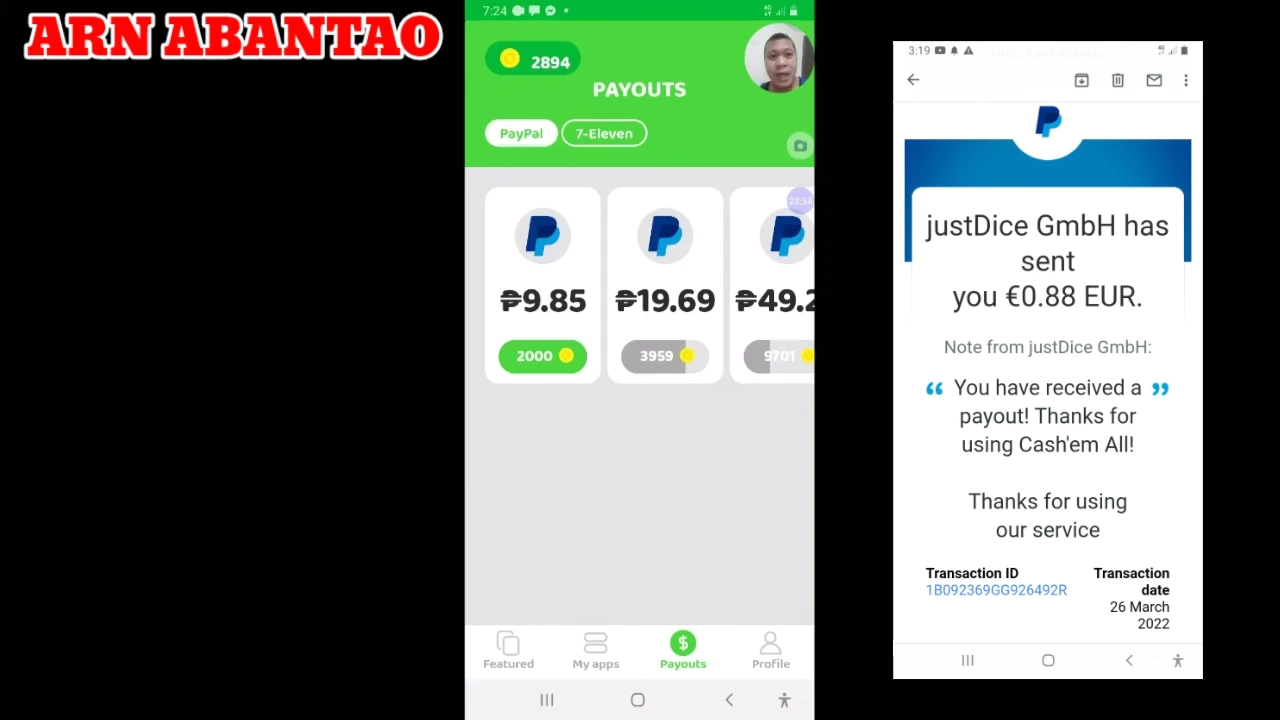 ARN ABANTAO
7:24
2894
PAYOUTS
PayPal
7-Eleven
₱9.85
₱19.69
₱49.2
2000
3959
9701
Featured
My apps
Payouts
Profile
3:19
justDice GmbH has
sent
you €0.88 EUR.
Note from justDice GmbH:
“ You have received a ”
payout! Thanks for
using Cash'em All!
Thanks for using
our service
Transaction ID
1B092369GG926492R
Transaction
date
26 March
2022